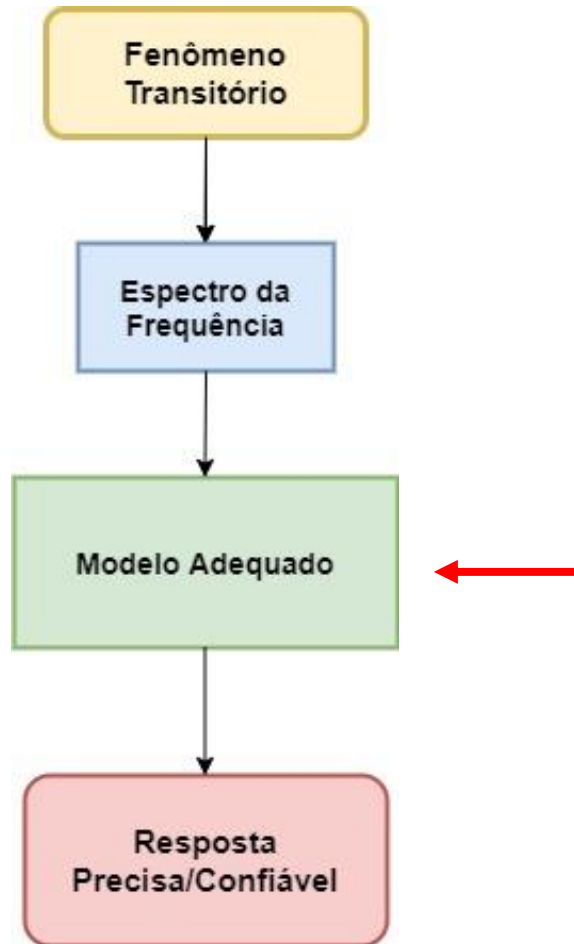 Fenômeno
Transitório
Espectro da
Frequência
Modelo Adequado
Resposta
Precisa/Confiável